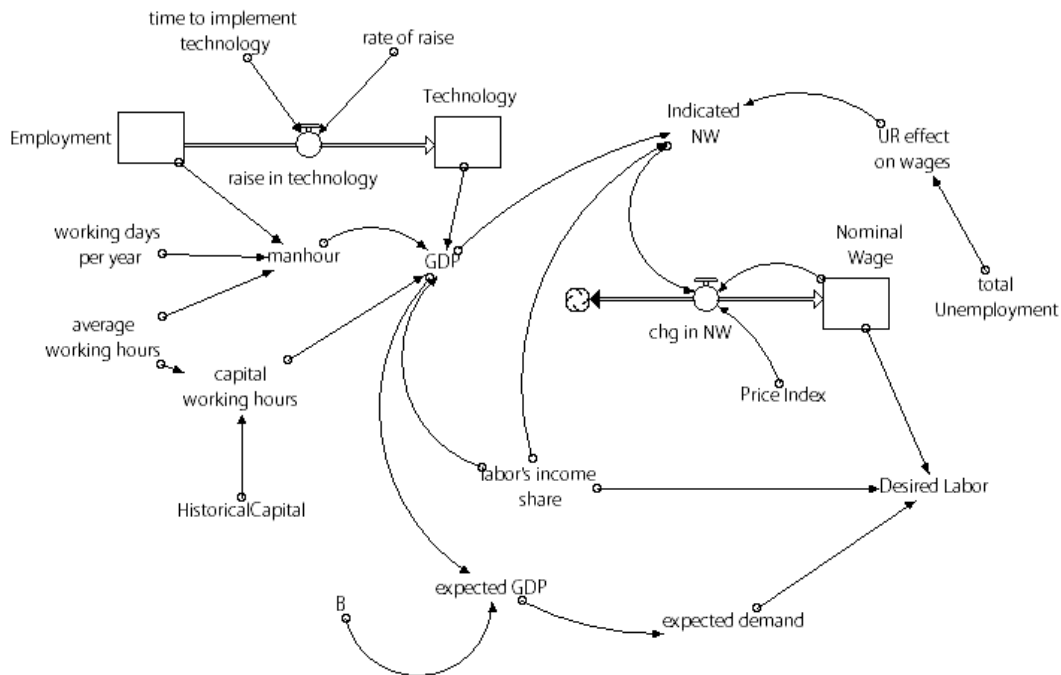 time to implement
technology
rate of raise
Technology
Employment
raise in technology
Indicated
NW
UR effect
on wages
working days
per year
manhour
GDP
Nominal
Wage
total
Unemployment
chg in NW
average
working hours
capital
working hours
Price Index
HistoricalCapital
labor's income
share
Desired Labor
expected GDP
B
expected demand